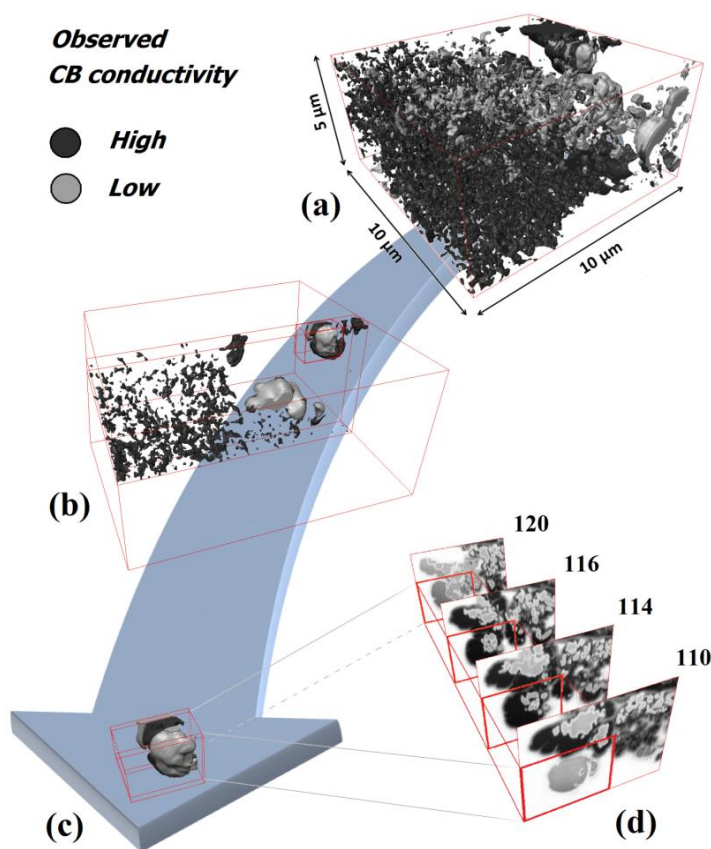 Observed
CB conductivity
High
Low
(a)
5 μm
10 μm
10 μm
(b)
120
116
114
110
(c)
(d)